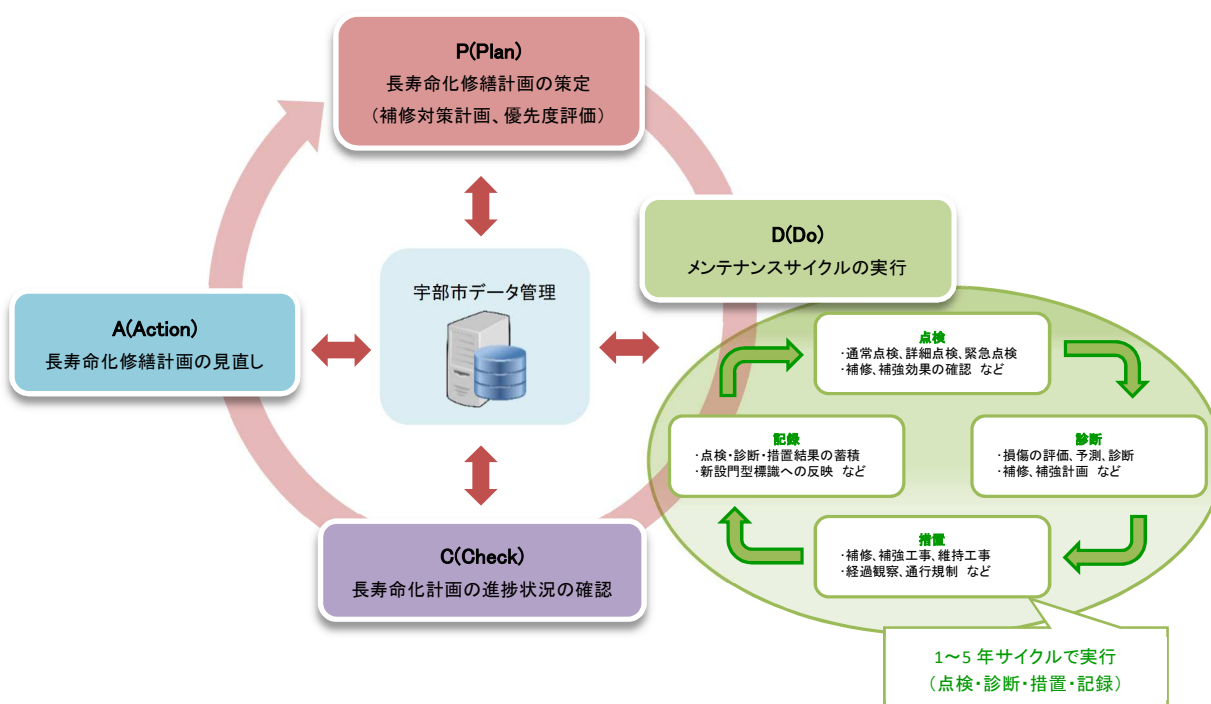 P(Plan)
長寿命化修繕計画の策定
(補修対策計画、優先度評価)
D(Do)
メンテナンスサイクルの実行
宇部市データ管理
A(Action)
長寿命化修繕計画の見直し
点検
・通常点検、詳細点検、緊急点検
・補修、補強効果の確認 など
記録
・点検・診断・措置結果の蓄積
・新設門型標識への反映 など
診断
・損傷の評価、予測、診断
・補修、補強計画 など
措置
・補修、補強工事、維持工事
・経過観察、通行規制 など
C(Check)
長寿命化計画の進捗状況の確認
1～5 年サイクルで実行
(点検・診断・措置・記録)